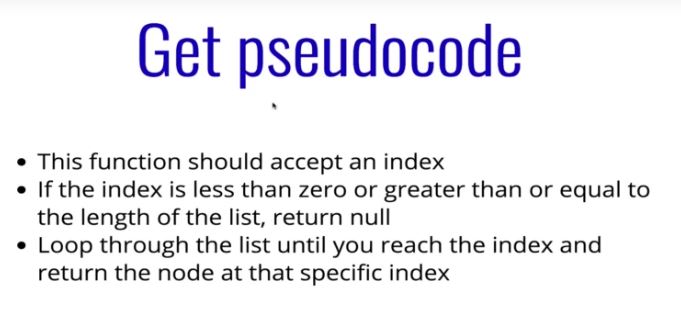 Get pseudocode
• This function should accept an index
• If the index is less than zero or greater than or equal to
the length of the list, return null
• Loop through the list until you reach the index and
return the node at that specific index